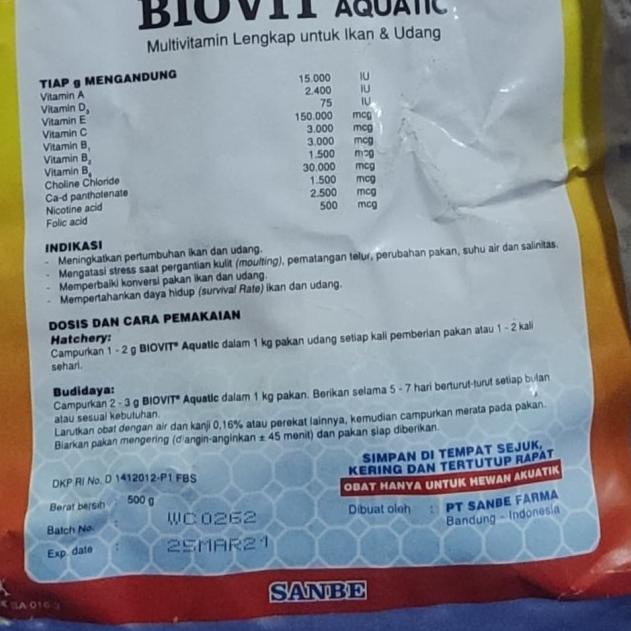 BIOVIT AQUATIC
Multivitamin Lengkap untuk Ikan & Udang
TIAP g MENGANDUNG
Vitamin A 15.000 IU
Vitamin D₃ 2.400 IU
Vitamin E 75 IU
Vitamin C 150.000 mcg
Vitamin B₁ 3.000 mcg
Vitamin B₂ 3.000 mcg
Vitamin B₆ 1.500 mcg
Choline Chloride 30.000 mcg
Ca-d pantholenate 1.500 mcg
Nicotine acid 2.500 mcg
Folic acid 500 mcg
INDIKASI
- Meningkatkan pertumbuhan ikan dan udang.
- Mengatasi stress saat pergantian kulit (moulting), pematangan telur, perubahan pakan, suhu air dan salinitas.
- Memperbaiki konversi pakan ikan dan udang.
- Mempertahankan daya hidup (survival Rate) ikan dan udang.
DOSIS DAN CARA PEMAKAIAN
Hatchery:
Campurkan 1 - 2 g BIOVIT® Aquatic dalam 1 kg pakan udang setiap kali pemberian pakan atau 1 - 2 kali
sehari.
Budidaya:
Campurkan 2 - 3 g BIOVIT® Aquatic dalam 1 kg pakan. Berikan selama 5 - 7 hari berturut-turut setiap bulan
atau sesuai kebutuhan.
Larutkan obat dengan air dan kanji 0,16% atau perekat lainnya, kemudian campurkan merata pada pakan.
Biarkan pakan mengering (diangin-anginkan ± 45 menit) dan pakan siap diberikan.
SIMPAN DI TEMPAT SEJUK,
KERING DAN TERTUTUP RAPAT
OBAT HANYA UNTUK HEWAN AKUATIK
DKP RI No. D 1412012-P1 FBS
Berat bersih : 500 g
Batch No. : WC0262
Exp. date : 25MAR21
Dibuat oleh : PT SANBE FARMA
Bandung - Indonesia
SANBE